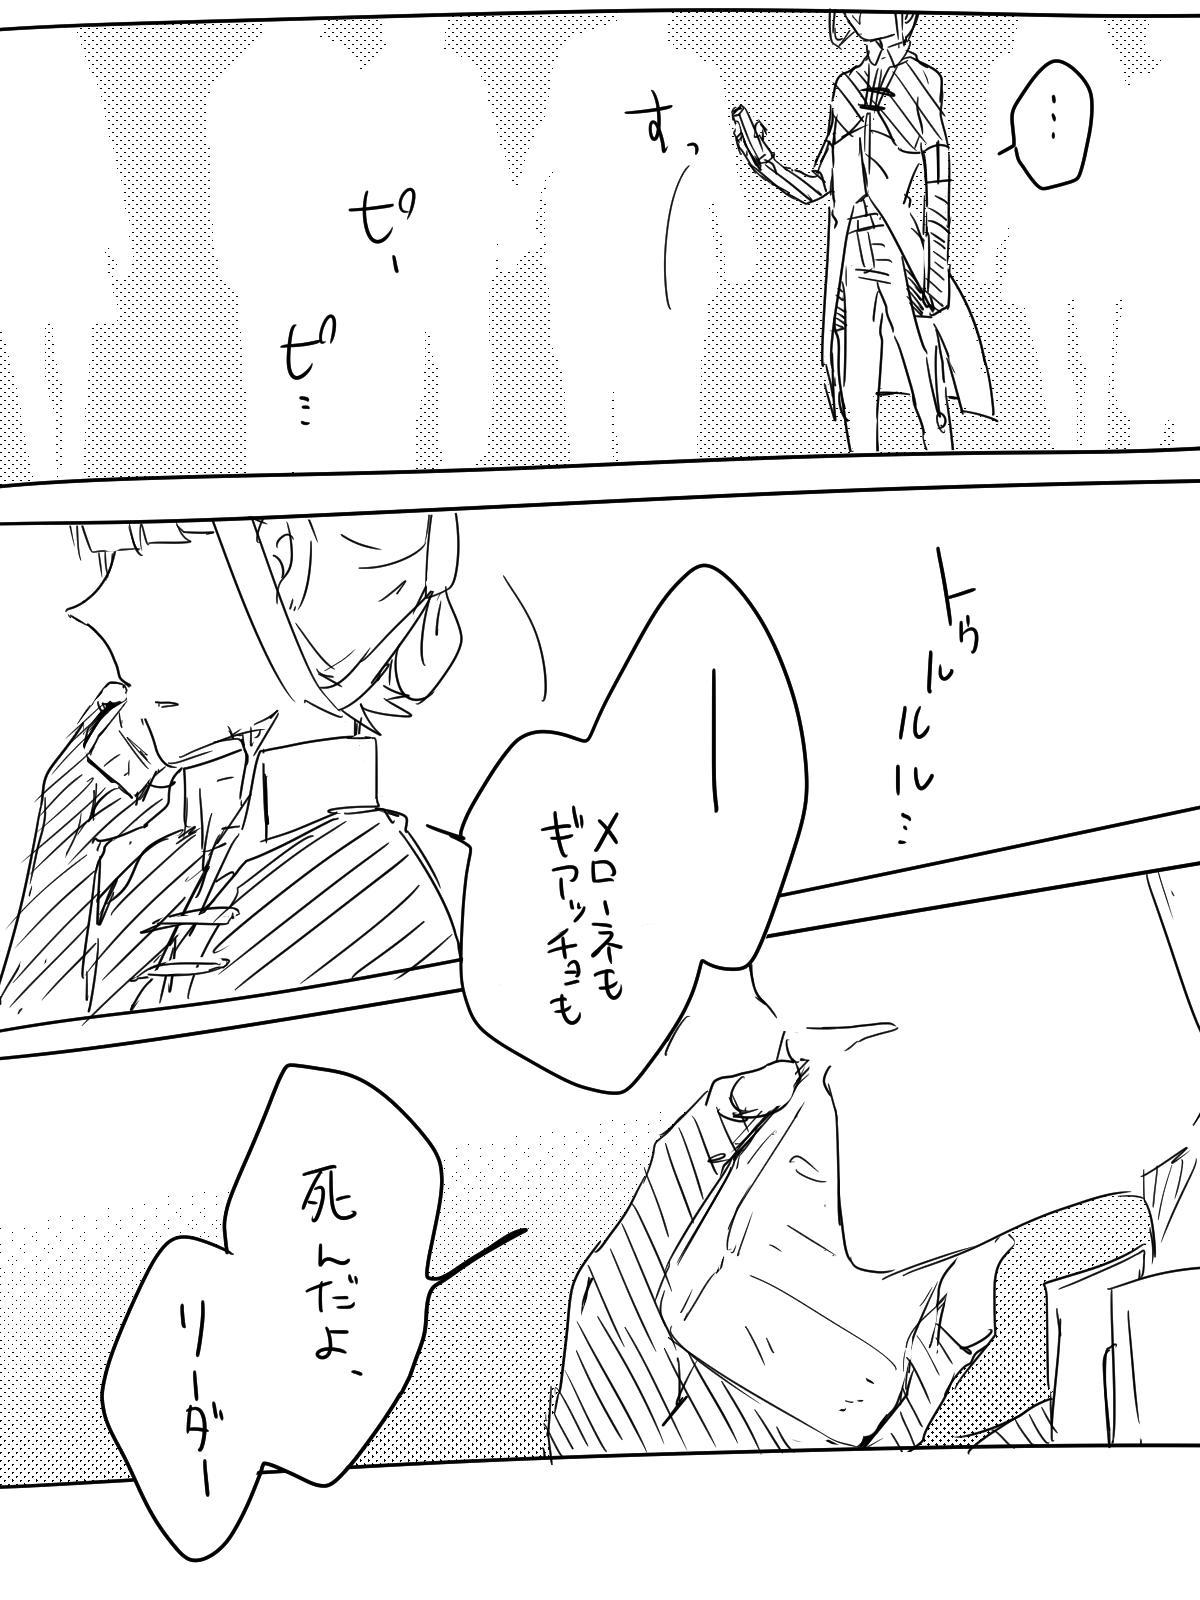 …
すっ
ピ
ピ…
トゥルルルル…
―
メローネも
ギアッチョも
死んだよ、
リーダー